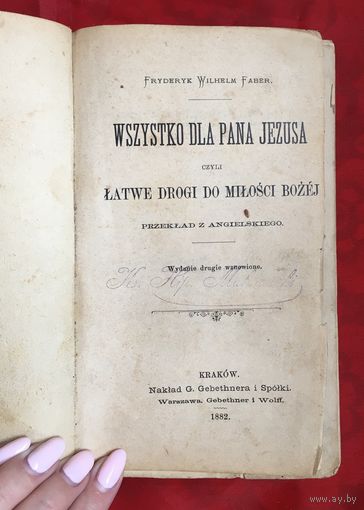 Fryderyk Wilhelm Faber.
WSZYSTKO DLA PANA JEZUSA
CZYLI
ŁATWE DROGI DO MIŁOŚCI BOŻÉJ
PRZEKŁAD Z ANGIELSKIEGO.
Wydanie drugie wznowione.
KRAKÓW.
Nakład G. Gebethnera i Spółki.
Warszawa. Gebethner i Wolff.
1882.
www.ay.by